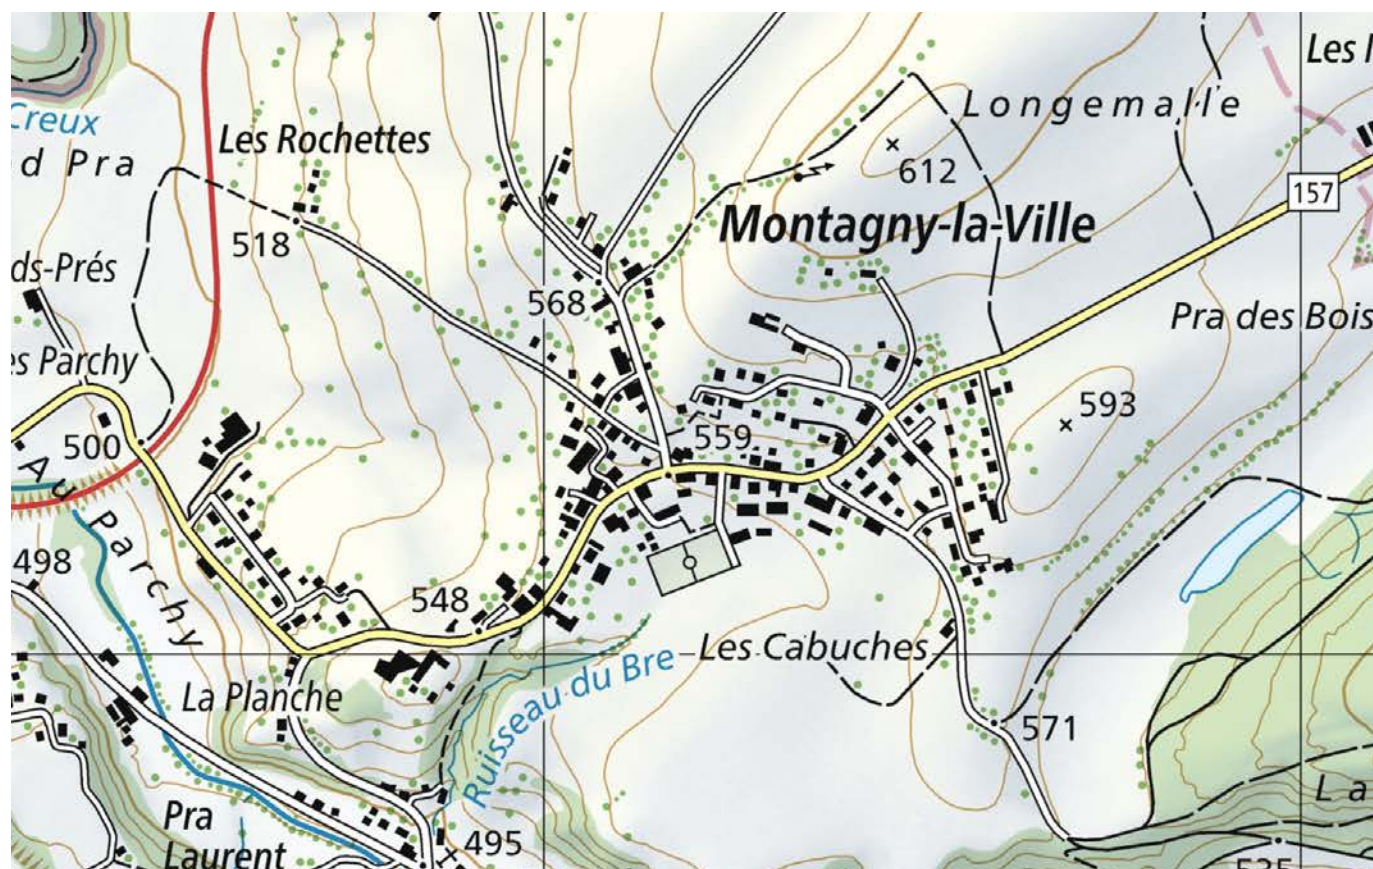 Les
Creux
Longemalle
Les Rochettes
d Pra
612
157
Montagny-la-Ville
518
ds-Prés
568
Pra des Bois
es Parchy
593
500
559
Au Parchy
498
548
Les Cabuches
Ruisseau du Bre
La Planche
571
La
Pra
Laurent
495